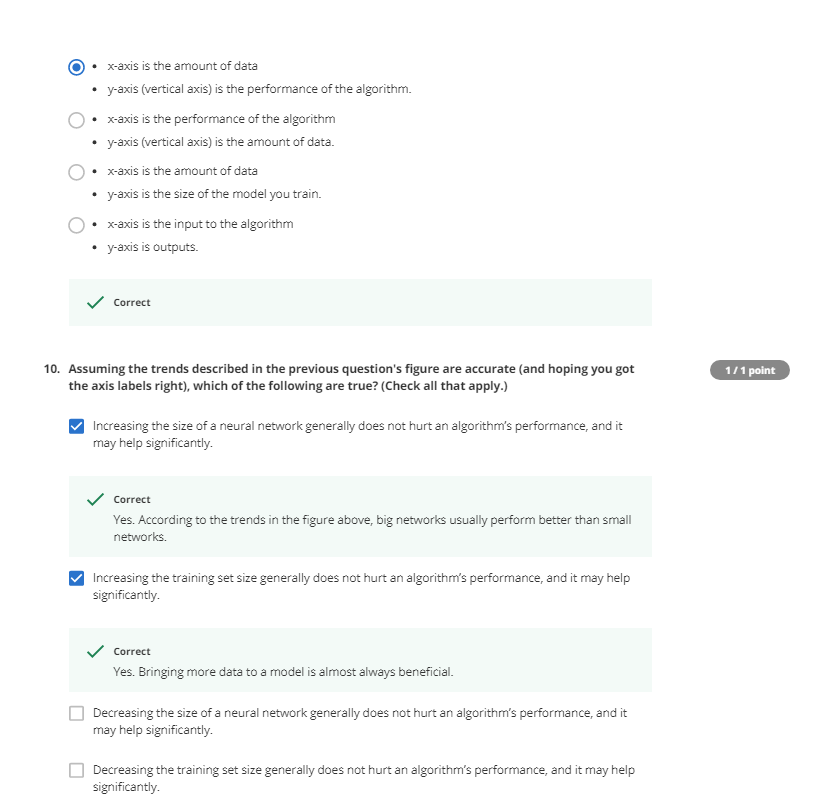 • x-axis is the amount of data
• y-axis (vertical axis) is the performance of the algorithm.
• x-axis is the performance of the algorithm
• y-axis (vertical axis) is the amount of data.
• x-axis is the amount of data
• y-axis is the size of the model you train.
• x-axis is the input to the algorithm
• y-axis is outputs.
Correct
10. Assuming the trends described in the previous question's figure are accurate (and hoping you got
the axis labels right), which of the following are true? (Check all that apply.)
1 / 1 point
Increasing the size of a neural network generally does not hurt an algorithm’s performance, and it
may help significantly.
Correct
Yes. According to the trends in the figure above, big networks usually perform better than small
networks.
Increasing the training set size generally does not hurt an algorithm’s performance, and it may help
significantly.
Correct
Yes. Bringing more data to a model is almost always beneficial.
Decreasing the size of a neural network generally does not hurt an algorithm’s performance, and it
may help significantly.
Decreasing the training set size generally does not hurt an algorithm’s performance, and it may help
significantly.